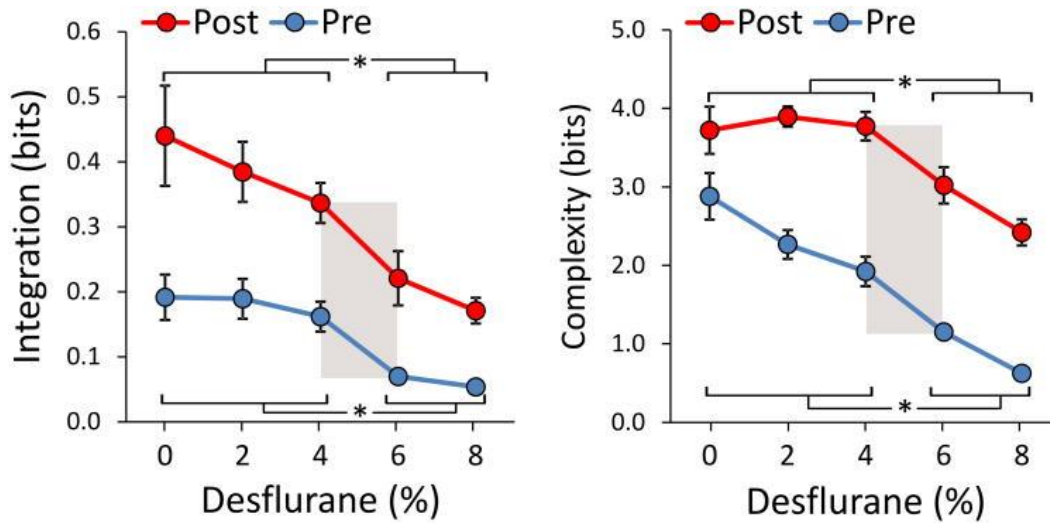 Post Pre
Integration (bits)
0.6
0.5
0.4
0.3
0.2
0.1
0.0
*
*
0 2 4 6 8
Desflurane (%)
Post Pre
Complexity (bits)
5.0
4.0
3.0
2.0
1.0
0.0
*
*
0 2 4 6 8
Desflurane (%)